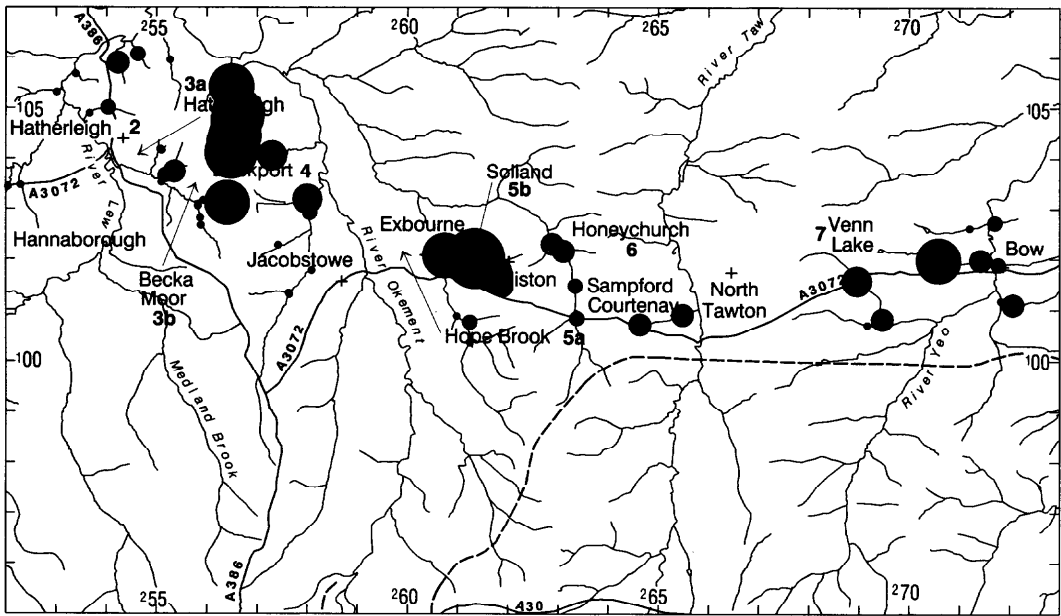 255
260
265
270
A386
River Taw
3a
105
105
Hatherleigh
2
4
A3072
River Lew
Solland
5b
Exbourne
Honeychurch
6
7 Venn
Lake
Bow
Hannaborough
Jacobstowe
River Okement
Becka
Moor
3b
Sampford
Courtenay
North
Tawton
A3072
Hope Brook
5a
A3072
100
100
Medland Brook
River Yeo
A386
A30
255
260
265
270